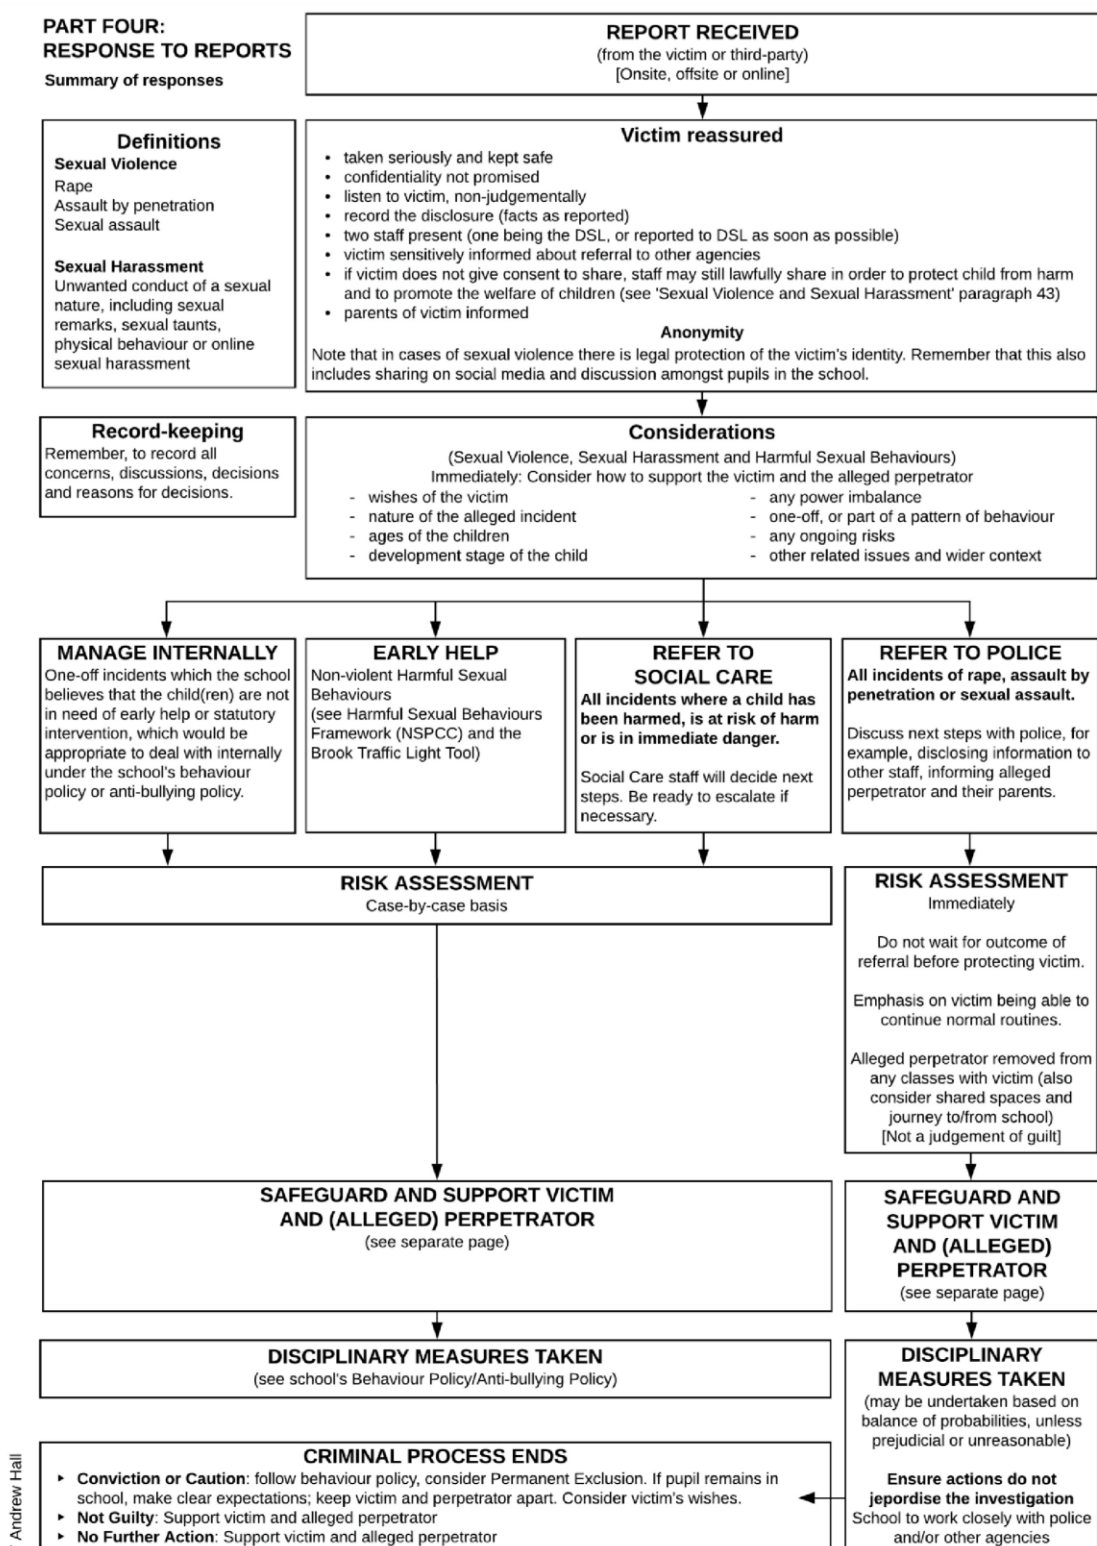 PART FOUR:
RESPONSE TO REPORTS
Summary of responses
REPORT RECEIVED
(from the victim or third-party)
[Onsite, offsite or online]
Definitions
Sexual Violence
Rape
Assault by penetration
Sexual assault
Sexual Harassment
Unwanted conduct of a sexual
nature, including sexual
remarks, sexual taunts,
physical behaviour or online
sexual harassment
Victim reassured
• taken seriously and kept safe
• confidentiality not promised
• listen to victim, non-judgementally
• record the disclosure (facts as reported)
• two staff present (one being the DSL, or reported to DSL as soon as possible)
• victim sensitively informed about referral to other agencies
• if victim does not give consent to share, staff may still lawfully share in order to protect child from harm
and to promote the welfare of children (see 'Sexual Violence and Sexual Harassment' paragraph 43)
• parents of victim informed
Anonymity
Note that in cases of sexual violence there is legal protection of the victim's identity. Remember that this also
includes sharing on social media and discussion amongst pupils in the school.
Record-keeping
Remember, to record all
concerns, discussions, decisions
and reasons for decisions.
Considerations
(Sexual Violence, Sexual Harassment and Harmful Sexual Behaviours)
Immediately: Consider how to support the victim and the alleged perpetrator
- wishes of the victim
- nature of the alleged incident
- ages of the children
- development stage of the child
- any power imbalance
- one-off, or part of a pattern of behaviour
- any ongoing risks
- other related issues and wider context
MANAGE INTERNALLY
One-off incidents which the school
believes that the child(ren) are not
in need of early help or statutory
intervention, which would be
appropriate to deal with internally
under the school's behaviour
policy or anti-bullying policy.
EARLY HELP
Non-violent Harmful Sexual
Behaviours
(see Harmful Sexual Behaviours
Framework (NSPCC) and the
Brook Traffic Light Tool)
REFER TO
SOCIAL CARE
All incidents where a child has
been harmed, is at risk of harm
or is in immediate danger.
Social Care staff will decide next
steps. Be ready to escalate if
necessary.
REFER TO POLICE
All incidents of rape, assault by
penetration or sexual assault.
Discuss next steps with police, for
example, disclosing information to
other staff, informing alleged
perpetrator and their parents.
RISK ASSESSMENT
Case-by-case basis
RISK ASSESSMENT
Immediately
Do not wait for outcome of
referral before protecting victim.
Emphasis on victim being able to
continue normal routines.
Alleged perpetrator removed from
any classes with victim (also
consider shared spaces and
journey to/from school)
[Not a judgement of guilt]
SAFEGUARD AND SUPPORT VICTIM
AND (ALLEGED) PERPETRATOR
(see separate page)
SAFEGUARD AND
SUPPORT VICTIM
AND (ALLEGED)
PERPETRATOR
(see separate page)
DISCIPLINARY MEASURES TAKEN
(see school's Behaviour Policy/Anti-bullying Policy)
DISCIPLINARY
MEASURES TAKEN
(may be undertaken based on
balance of probabilities, unless
prejudicial or unreasonable)
Ensure actions do not
jepordise the investigation
School to work closely with police
and/or other agencies
CRIMINAL PROCESS ENDS
▸ Conviction or Caution: follow behaviour policy, consider Permanent Exclusion. If pupil remains in
school, make clear expectations; keep victim and perpetrator apart. Consider victim's wishes.
▸ Not Guilty: Support victim and alleged perpetrator
▸ No Further Action: Support victim and alleged perpetrator
Andrew Hall